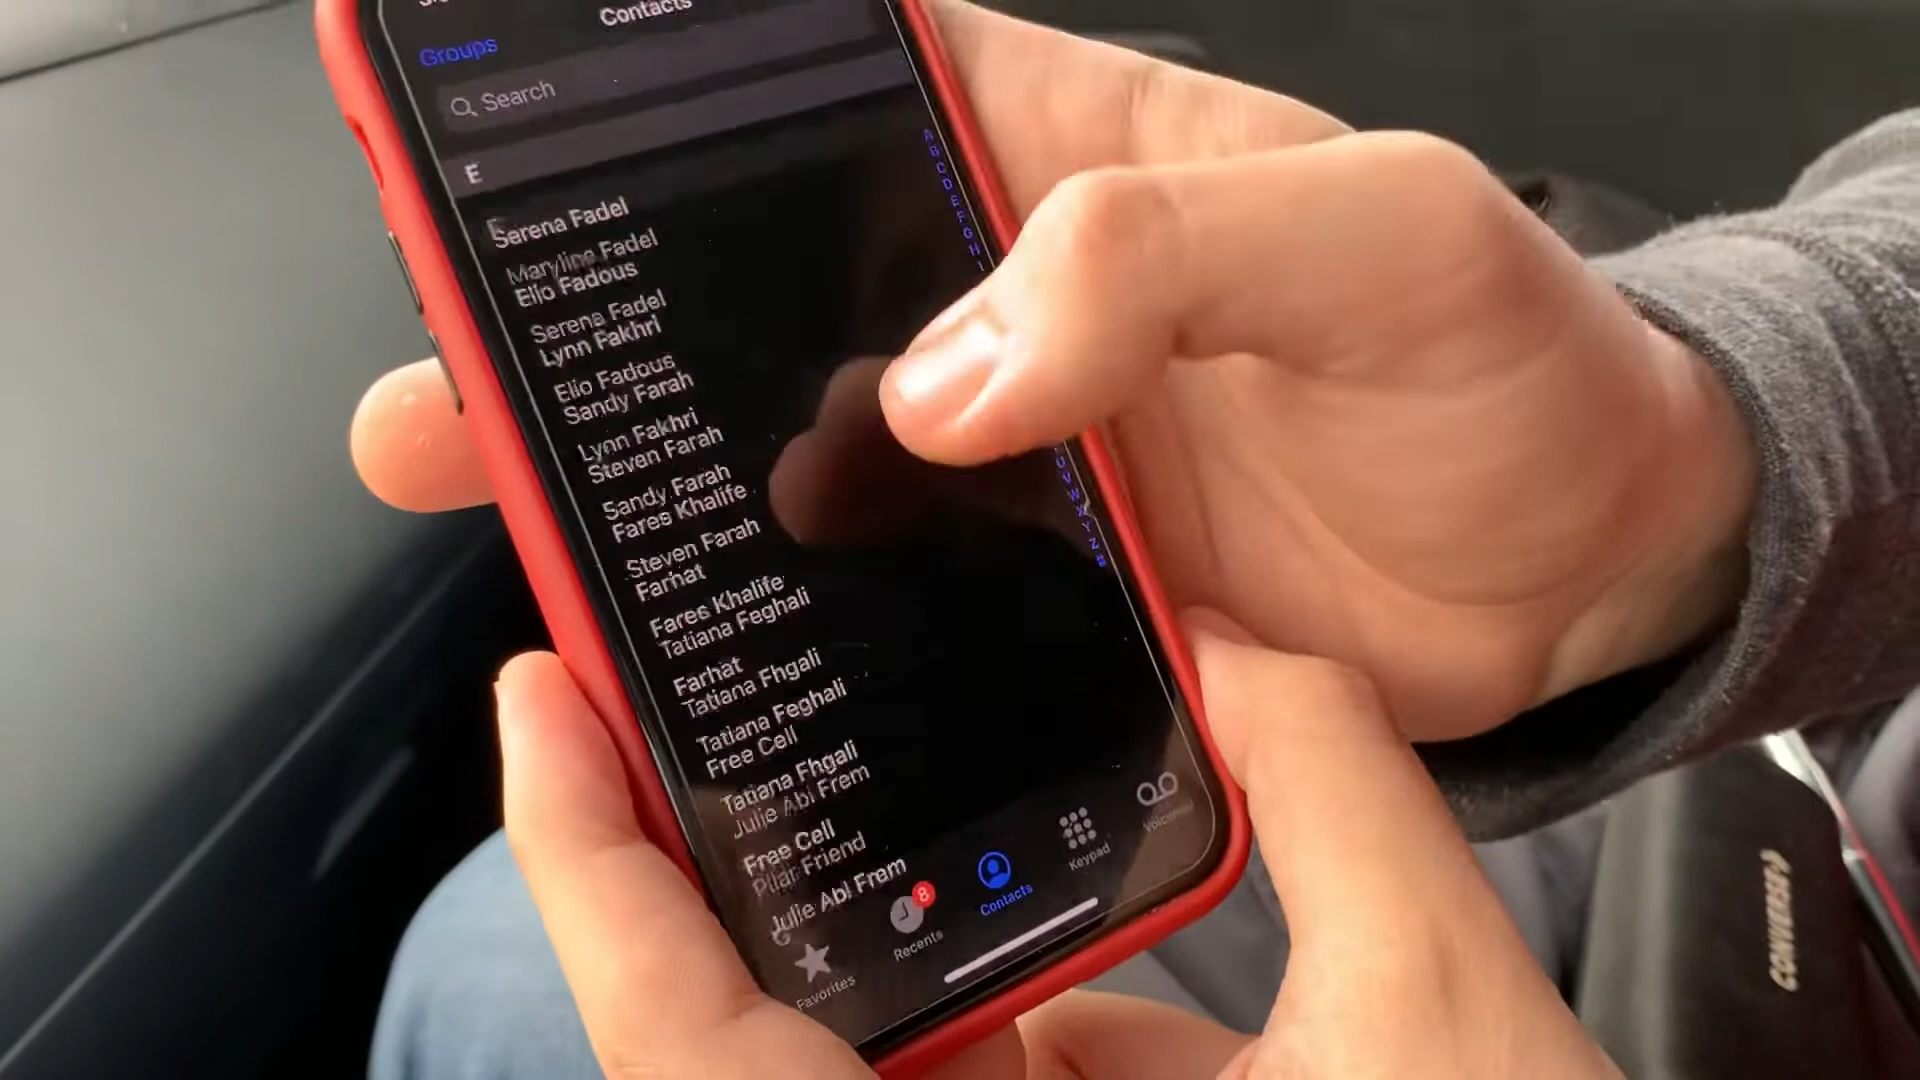 Contacts
Groups
Search
E
Serena Fadel
Maryline Fadel
Elio Fadous
Serena Fadel
Lynn Fakhri
Elio Fadous
Sandy Farah
Lynn Fakhri
Steven Farah
Sandy Farah
Fares Khalife
Steven Farah
Farhat
Fares Khalife
Tatiana Feghali
Farhat
Tatiana Fhgali
Tatiana Feghali
Free Cell
Tatiana Fhgali
Julie Abi Frem
Free Cell
Pilar Friend
Julie Abi Frem
A
B
C
D
E
F
G
H
I
U
V
W
X
Y
Z
#
Favorites
8
Recents
Contacts
Keypad
Voicemail
CONVERSE